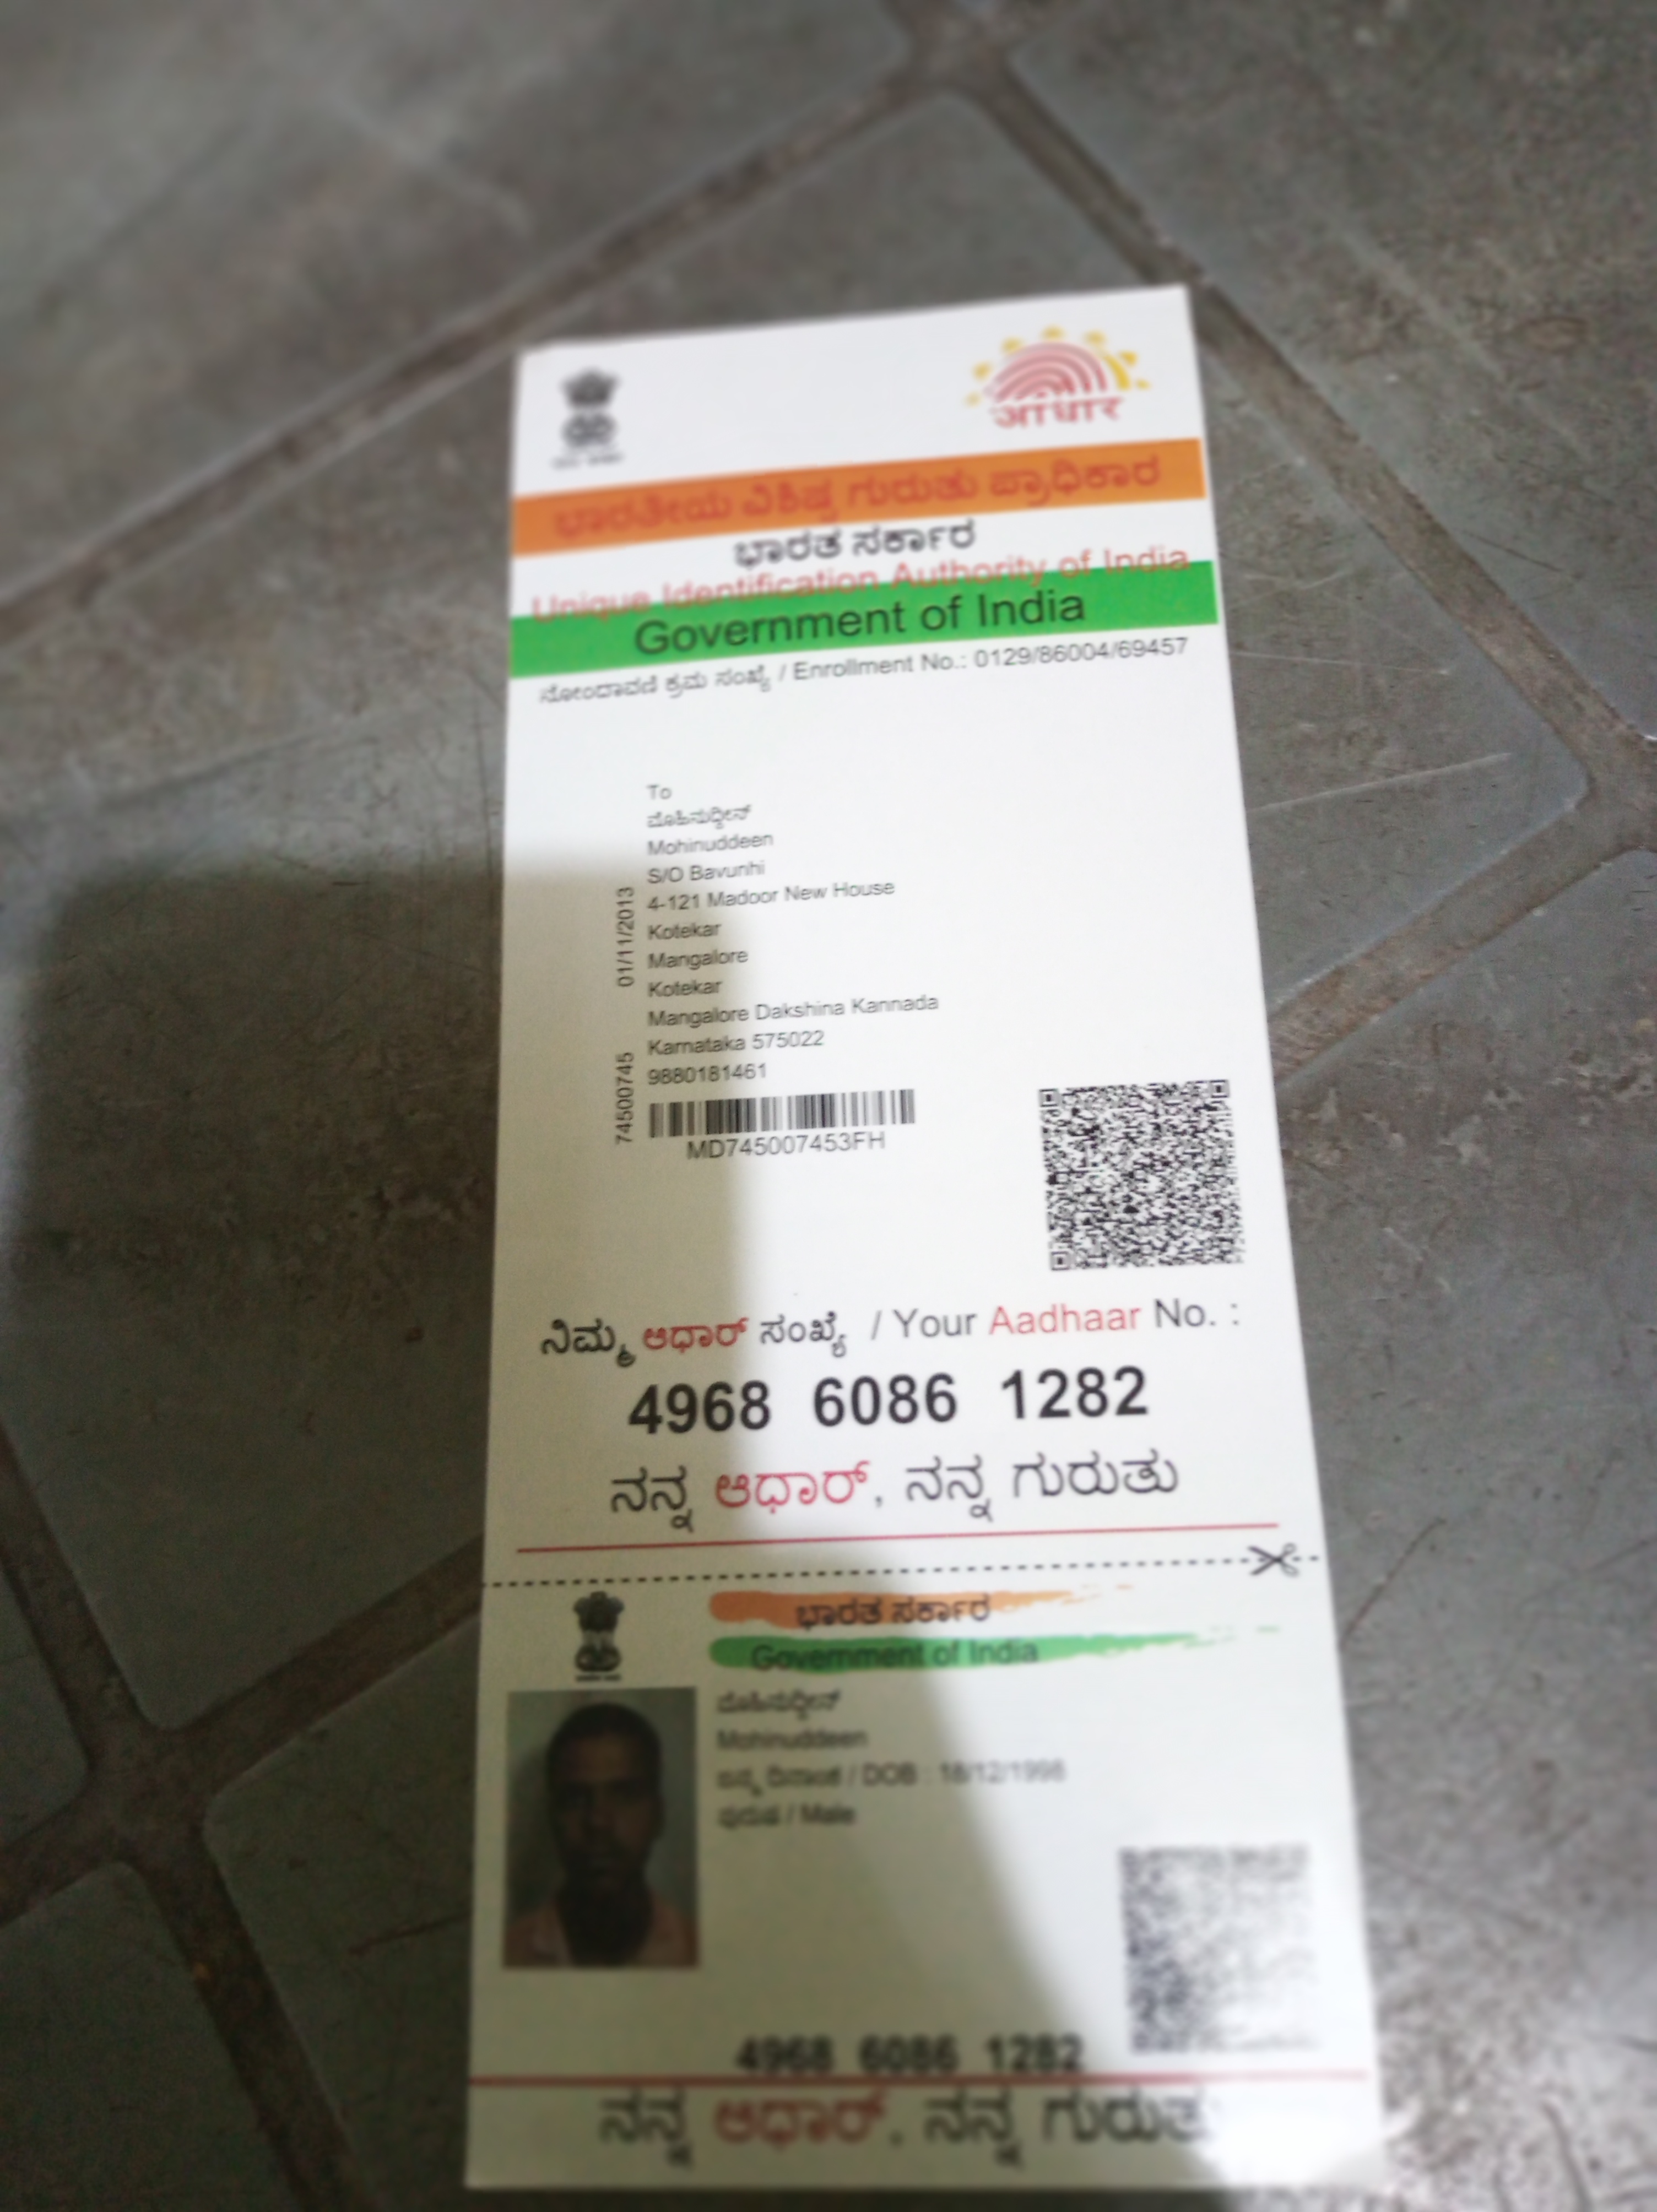 आधार
ಭಾರತೀಯ ವಿಶಿಷ್ಟ ಗುರುತು ಪ್ರಾಧಿಕಾರ
ಭಾರತ ಸರ್ಕಾರ
Unique Identification Authority of India
Government of India
ನೋಂದಾವಣಿ ಕ್ರಮ ಸಂಖ್ಯೆ / Enrollment No.: 0129/86004/69457
To
ಮೊಹಿನುದ್ದೀನ್
Mohinuddeen
S/O Bavunhi
4-121 Madoor New House
Kotekar
Mangalore
Kotekar
Mangalore Dakshina Kannada
Karnataka 575022
9880181461
74500745 01/11/2013
MD745007453FH
ನಿಮ್ಮ ಆಧಾರ್ ಸಂಖ್ಯೆ / Your Aadhaar No. :
4968 6086 1282
ನನ್ನ ಆಧಾರ್, ನನ್ನ ಗುರುತು
ಭಾರತ ಸರ್ಕಾರ
Government of India
ಮೊಹಿನುದ್ದೀನ್
Mohinuddeen
ಜನ್ಮ ದಿನಾಂಕ / DOB : 18/12/1998
ಪುರುಷ / Male
4968 6086 1282
ನನ್ನ ಆಧಾರ್, ನನ್ನ ಗುರುತು